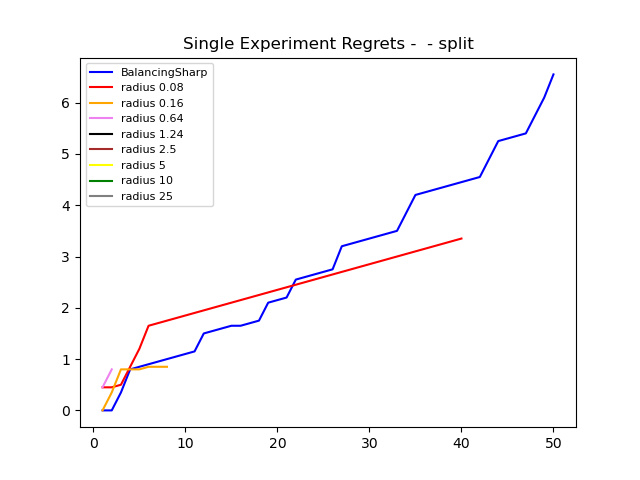 Single Experiment Regrets -  - split
BalancingSharp
radius 0.08
radius 0.16
radius 0.64
radius 1.24
radius 2.5
radius 5
radius 10
radius 25
6
5
4
3
2
1
0
0 10 20 30 40 50